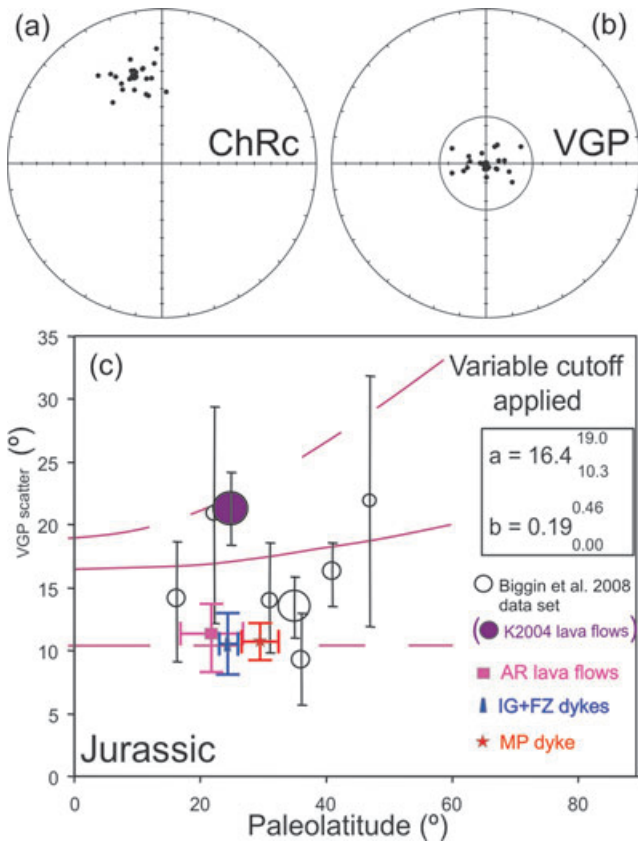 (a)
(b)
ChRc
VGP
(c)
Variable cutoff
applied
a = 16.4 19.0
10.3
b = 0.19 0.46
0.00
Biggin et al. 2008
data set
(K2004 lava flows)
AR lava flows
IG+FZ dykes
MP dyke
Jurassic
VGP scatter (º)
35
30
25
20
15
10
5
0
0 20 40 60 80
Paleolatitude (º)